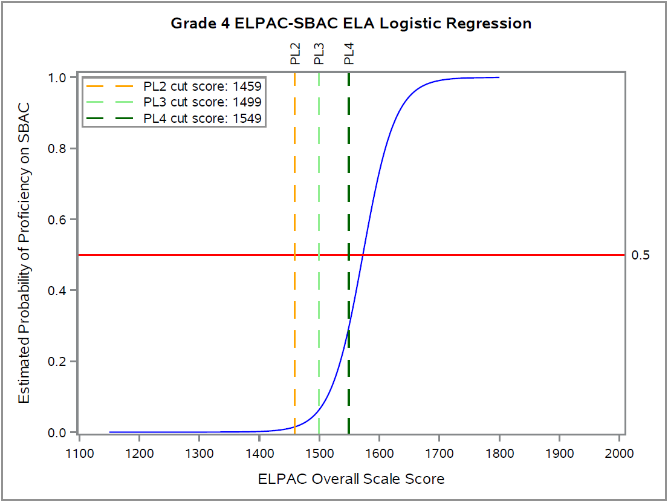 Grade 4 ELPAC-SBAC ELA Logistic Regression
PL2
PL3
PL4
PL2 cut score: 1459
PL3 cut score: 1499
PL4 cut score: 1549
Estimated Probability of Proficiency on SBAC
1.0
0.8
0.6
0.4
0.2
0.0
0.5
1100 1200 1300 1400 1500 1600 1700 1800 1900 2000
ELPAC Overall Scale Score